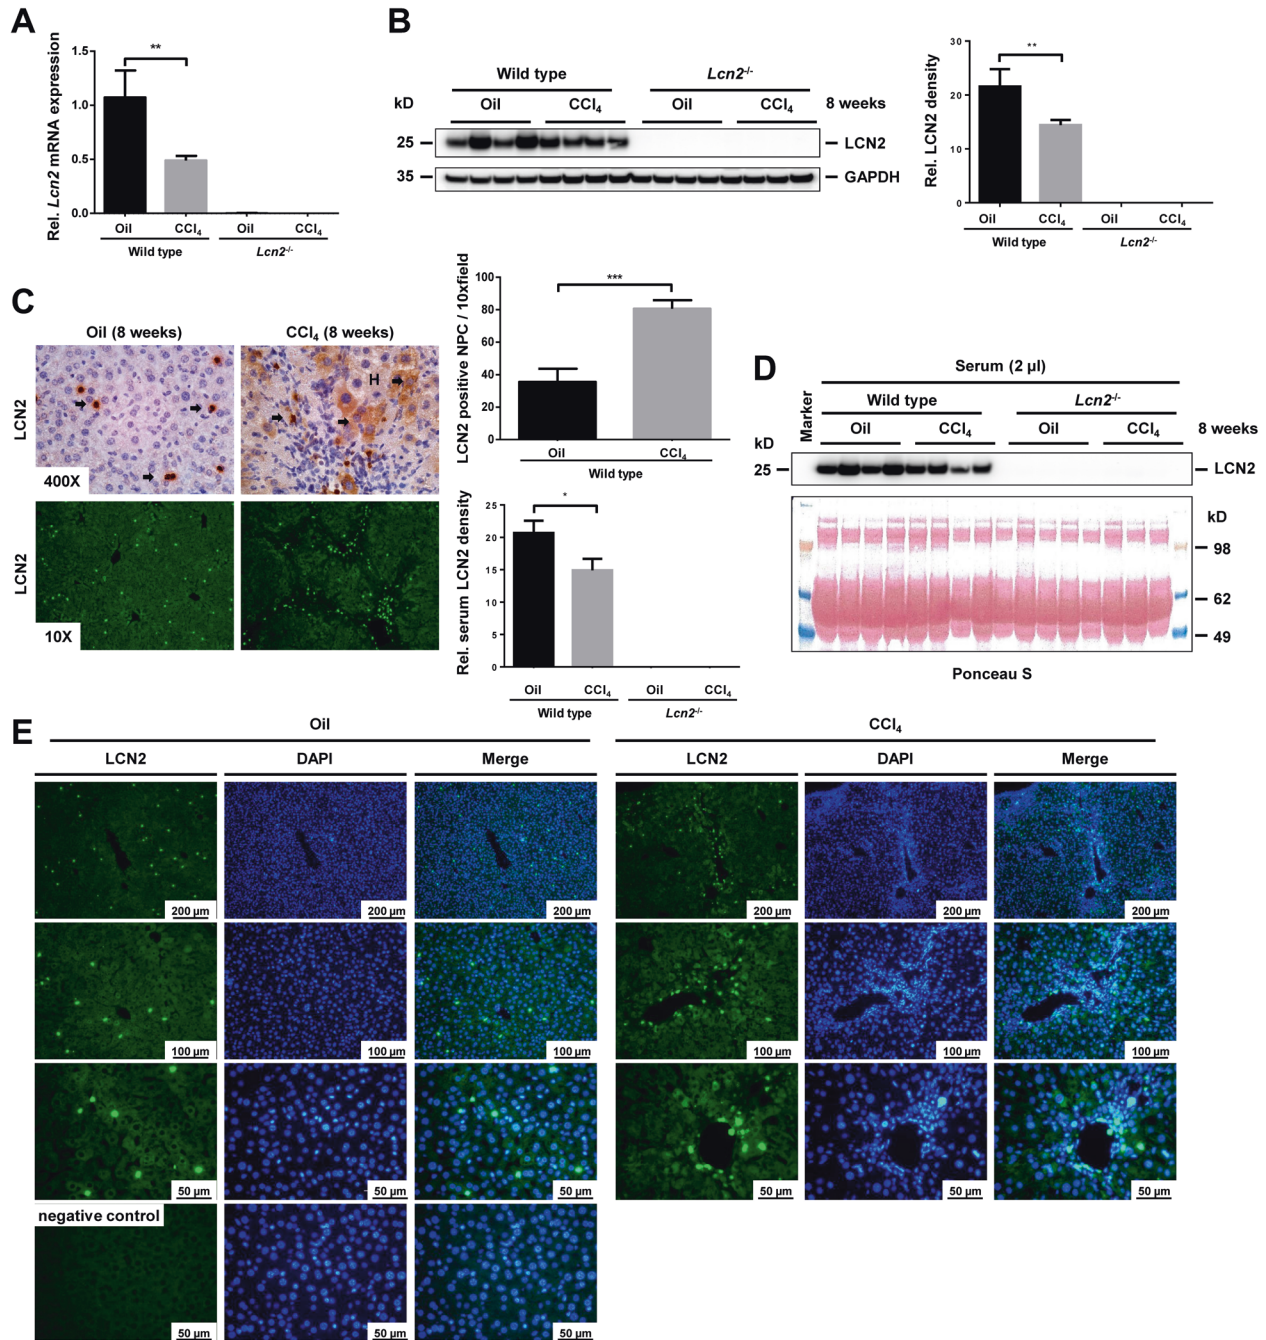 A
Rel. Lcn2 mRNA expression
1.5
1.0
0.5
0.0
**
Oil CCl₄ Oil CCl₄
Wild type Lcn2⁻/⁻
B
Wild type Lcn2⁻/⁻
kD Oil CCl₄ Oil CCl₄ 8 weeks
25 LCN2
35 GAPDH
Rel. LCN2 density
30
20
10
0
**
Oil CCl₄ Oil CCl₄
Wild type Lcn2⁻/⁻
C
Oil (8 weeks) CCl₄ (8 weeks)
LCN2
H
400X
LCN2
10X
LCN2 positive NPC / 10xfield
100
80
60
40
20
0
***
Oil CCl₄
Wild type
Rel. serum LCN2 density
25
20
15
10
5
0
*
Oil CCl₄ Oil CCl₄
Wild type Lcn2⁻/⁻
D
Serum (2 µl)
Marker
Wild type Lcn2⁻/⁻
kD Oil CCl₄ Oil CCl₄ 8 weeks
25 LCN2
kD
98
62
49
Ponceau S
E
Oil CCl₄
LCN2 DAPI Merge LCN2 DAPI Merge
200 µm 200 µm 200 µm 200 µm 200 µm 200 µm
100 µm 100 µm 100 µm 100 µm 100 µm 100 µm
50 µm 50 µm 50 µm 50 µm 50 µm 50 µm
negative control
50 µm 50 µm 50 µm